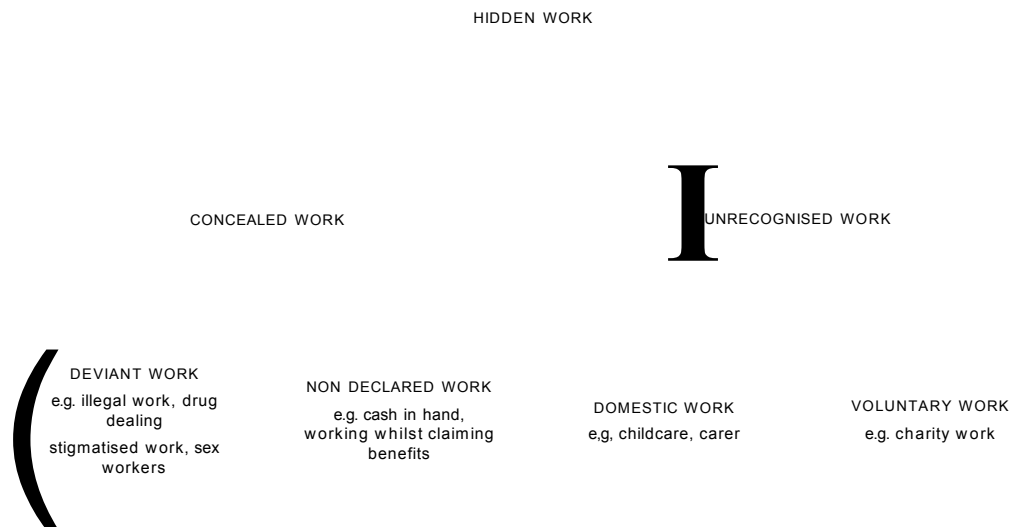 HIDDEN WORK
CONCEALED WORK
I
UNRECOGNISED WORK
(
DEVIANT WORK
e.g. illegal work, drug
dealing
stigmatised work, sex
workers
NON DECLARED WORK
e.g. cash in hand,
working whilst claiming
benefits
DOMESTIC WORK
e,g, childcare, carer
VOLUNTARY WORK
e.g. charity work